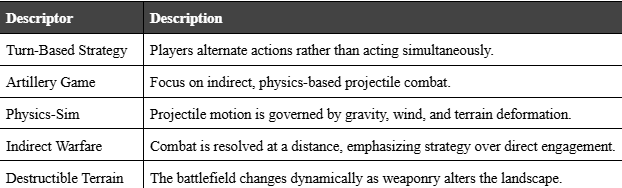 Descriptor Description
Turn-Based Strategy Players alternate actions rather than acting simultaneously.
Artillery Game Focus on indirect, physics-based projectile combat.
Physics-Sim Projectile motion is governed by gravity, wind, and terrain deformation.
Indirect Warfare Combat is resolved at a distance, emphasizing strategy over direct engagement.
Destructible Terrain The battlefield changes dynamically as weaponry alters the landscape.